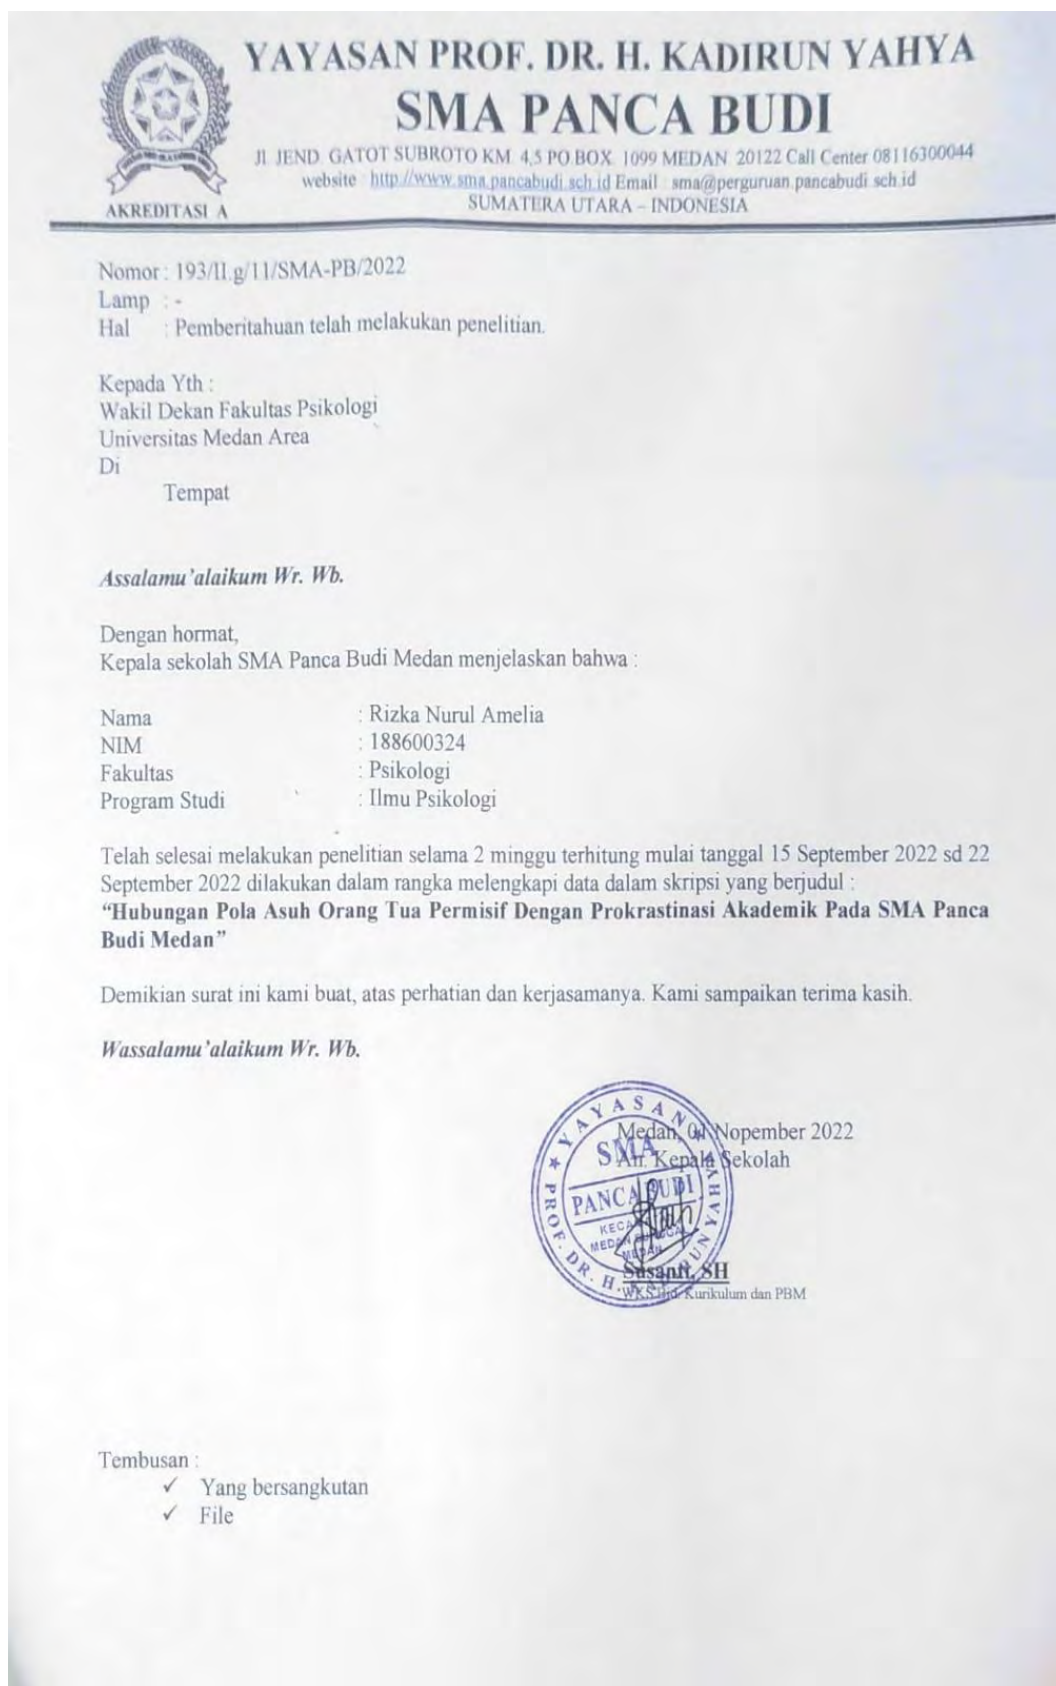 YAYASAN PROF. DR. H. KADIRUN YAHYA
SMA PANCA BUDI
Jl. JEND. GATOT SUBROTO KM. 4,5 PO.BOX. 1099 MEDAN. 20122 Call Center 08116300044
website : http://www.sma.pancabudi.sch.id Email : sma@perguruan.pancabudi.sch.id
SUMATERA UTARA – INDONESIA
AKREDITASI A
Nomor : 193/II.g/11/SMA-PB/2022
Lamp : -
Hal : Pemberitahuan telah melakukan penelitian.
Kepada Yth :
Wakil Dekan Fakultas Psikologi
Universitas Medan Area
Di
Tempat
Assalamu'alaikum Wr. Wb.
Dengan hormat,
Kepala sekolah SMA Panca Budi Medan menjelaskan bahwa :
Nama : Rizka Nurul Amelia
NIM : 188600324
Fakultas : Psikologi
Program Studi : Ilmu Psikologi
Telah selesai melakukan penelitian selama 2 minggu terhitung mulai tanggal 15 September 2022 sd 22
September 2022 dilakukan dalam rangka melengkapi data dalam skripsi yang berjudul :
“Hubungan Pola Asuh Orang Tua Permisif Dengan Prokrastinasi Akademik Pada SMA Panca
Budi Medan”
Demikian surat ini kami buat, atas perhatian dan kerjasamanya. Kami sampaikan terima kasih.
Wassalamu'alaikum Wr. Wb.
Medan, 01 Nopember 2022
An. Kepala Sekolah
YAYASAN PROF. DR. H. KADIRUN YAHYA
SMA
PANCA BUDI
MEDAN SUNGGAL
MEDAN
Susanti, SH
WKS Bid. Kurikulum dan PBM
Tembusan :
✓ Yang bersangkutan
✓ File